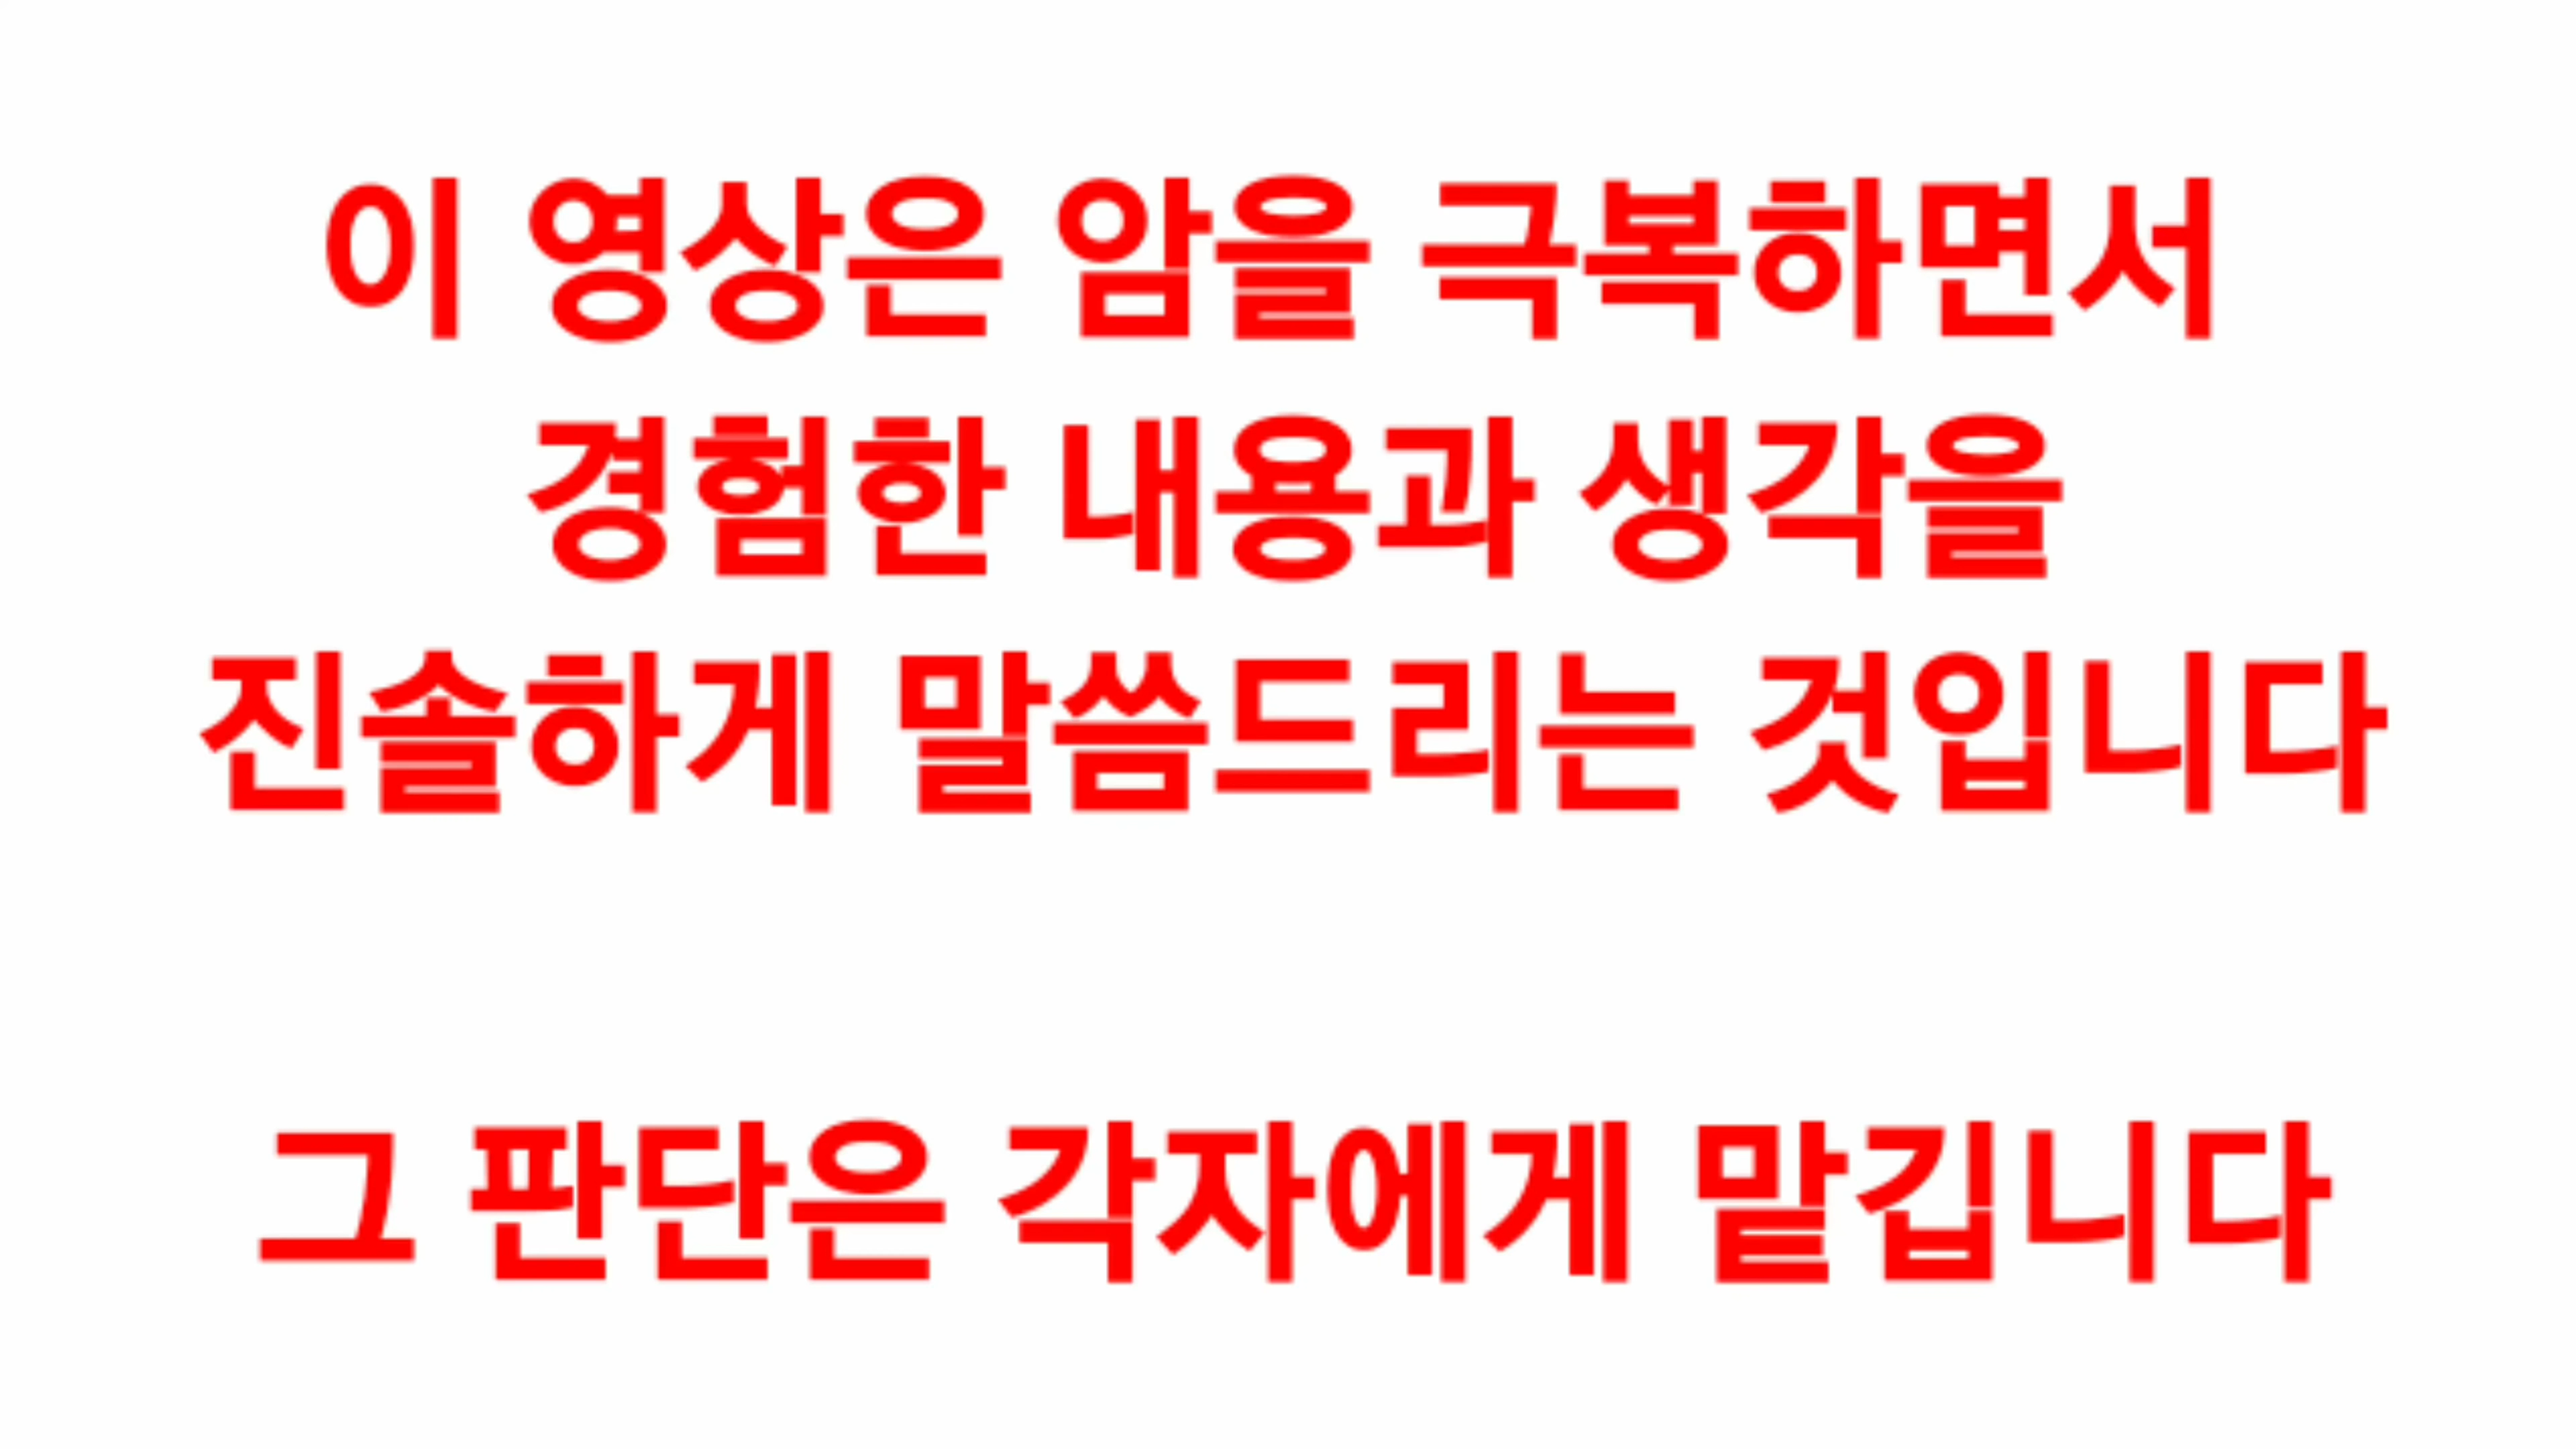 이 영상은 암을 극복하면서
경험한 내용과 생각을
진솔하게 말씀드리는 것입니다
그 판단은 각자에게 맡깁니다